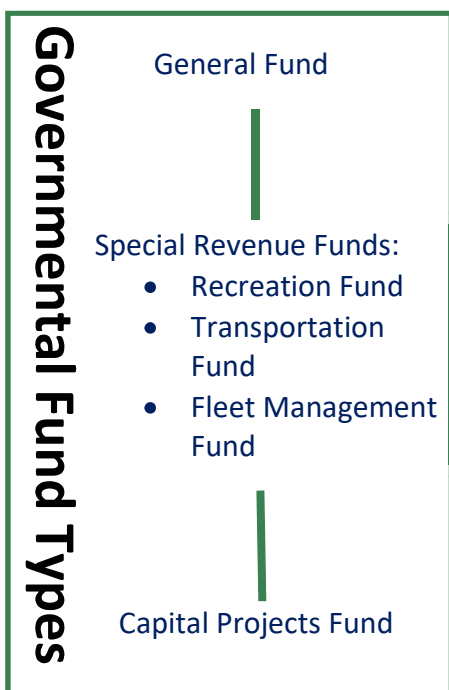 Governmental Fund Types
General Fund
Special Revenue Funds:
• Recreation Fund
• Transportation
Fund
• Fleet Management
Fund
Capital Projects Fund